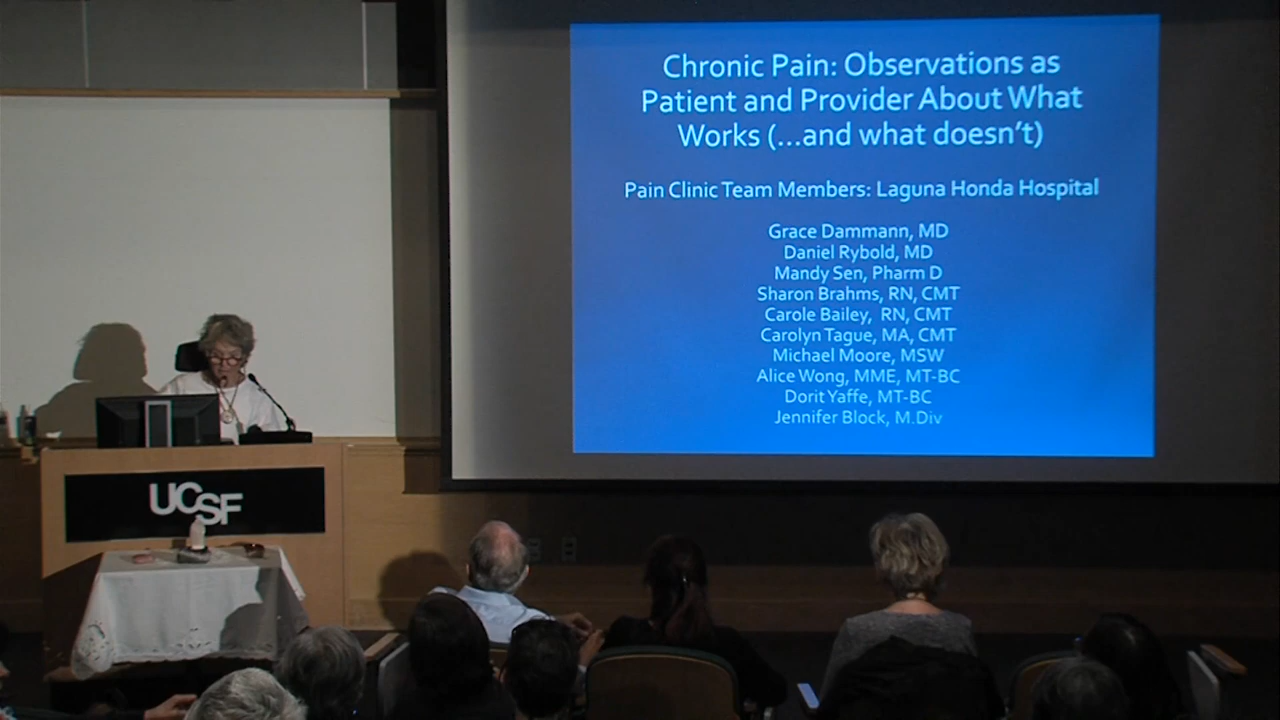 Chronic Pain: Observations as
Patient and Provider About What
Works (...and what doesn't)
Pain Clinic Team Members: Laguna Honda Hospital
Grace Dammann, MD
Daniel Rybold, MD
Mandy Sen, Pharm D
Sharon Brahms, RN, CMT
Carole Bailey, RN, CMT
Carolyn Tague, MA, CMT
Michael Moore, MSW
Alice Wong, MME, MT-BC
Dorit Yaffe, MT-BC
Jennifer Block, M.Div
UCSF